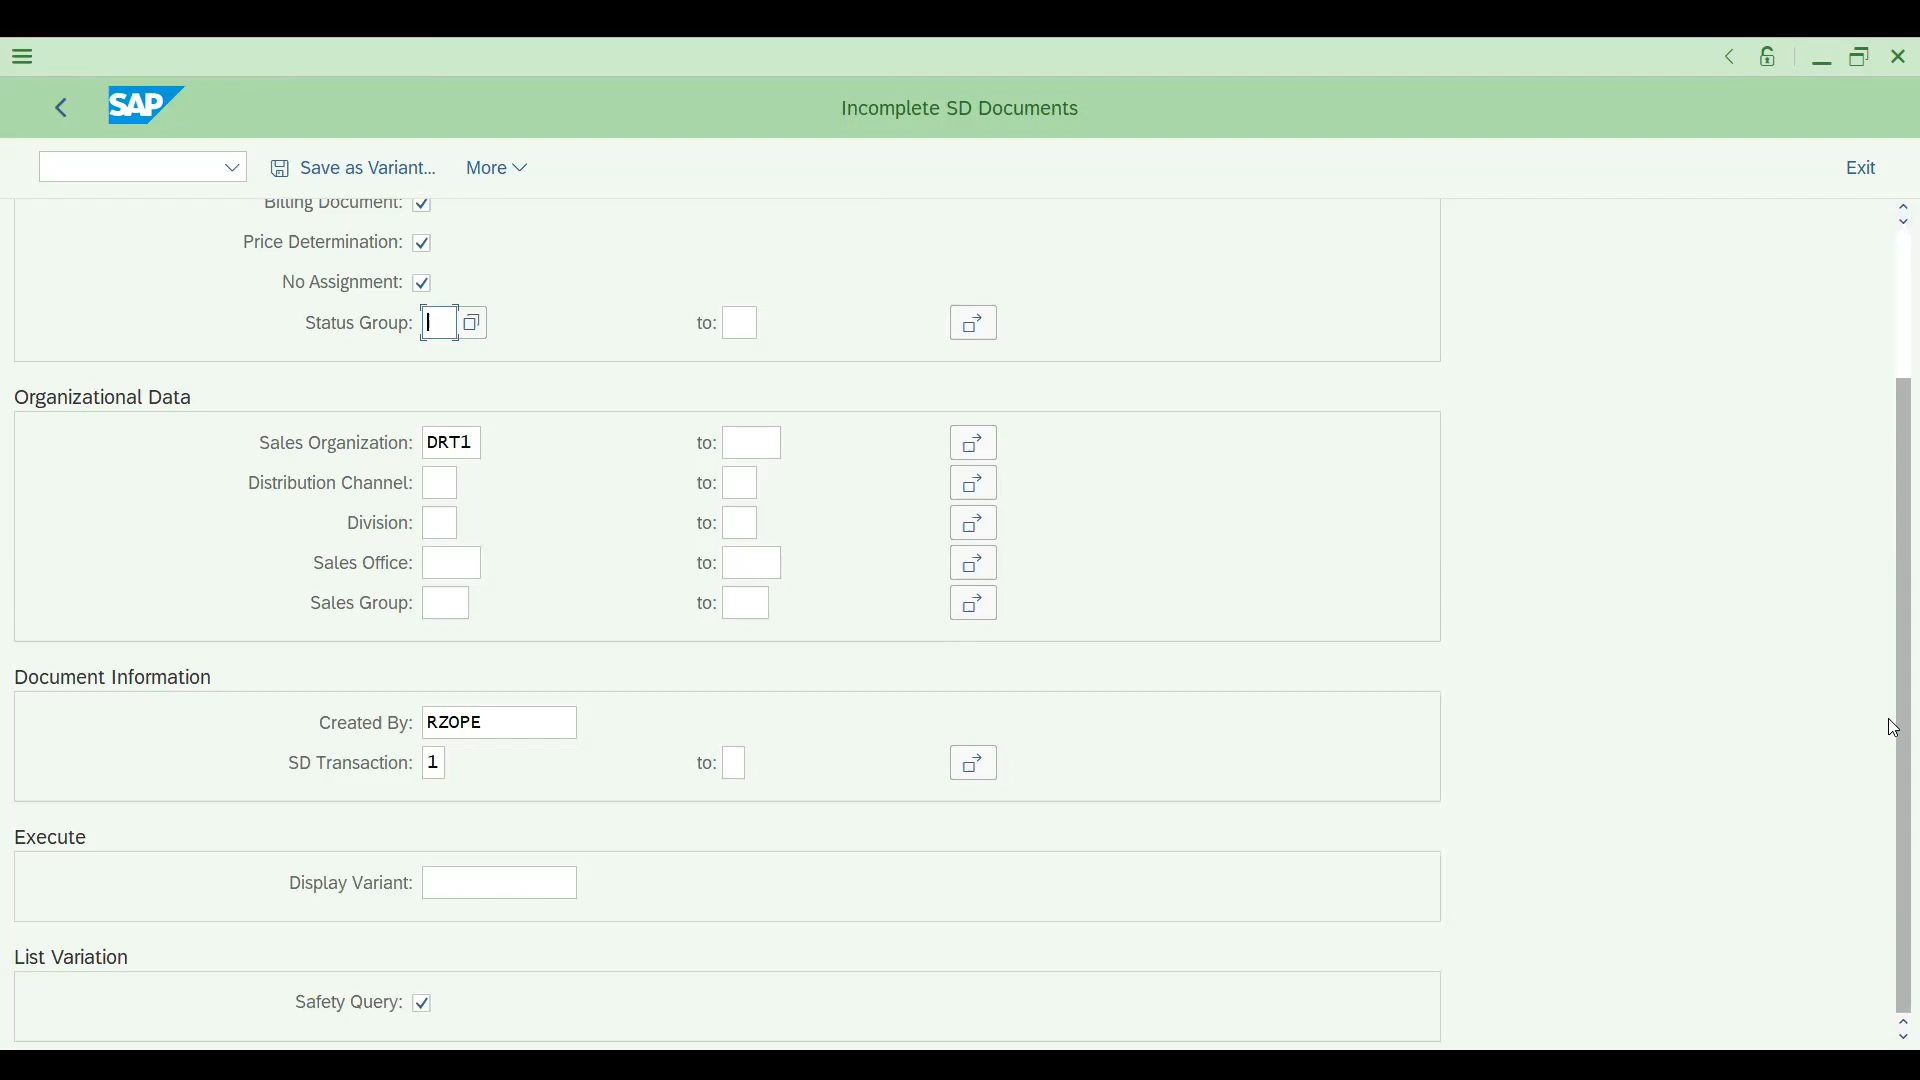 SAP
Incomplete SD Documents
Save as Variant... More Exit
Billing Document:
Price Determination:
No Assignment:
Status Group: to:
Organizational Data
Sales Organization: DRT1 to:
Distribution Channel: to:
Division: to:
Sales Office: to:
Sales Group: to:
Document Information
Created By: RZOPE
SD Transaction: 1 to:
Execute
Display Variant:
List Variation
Safety Query: